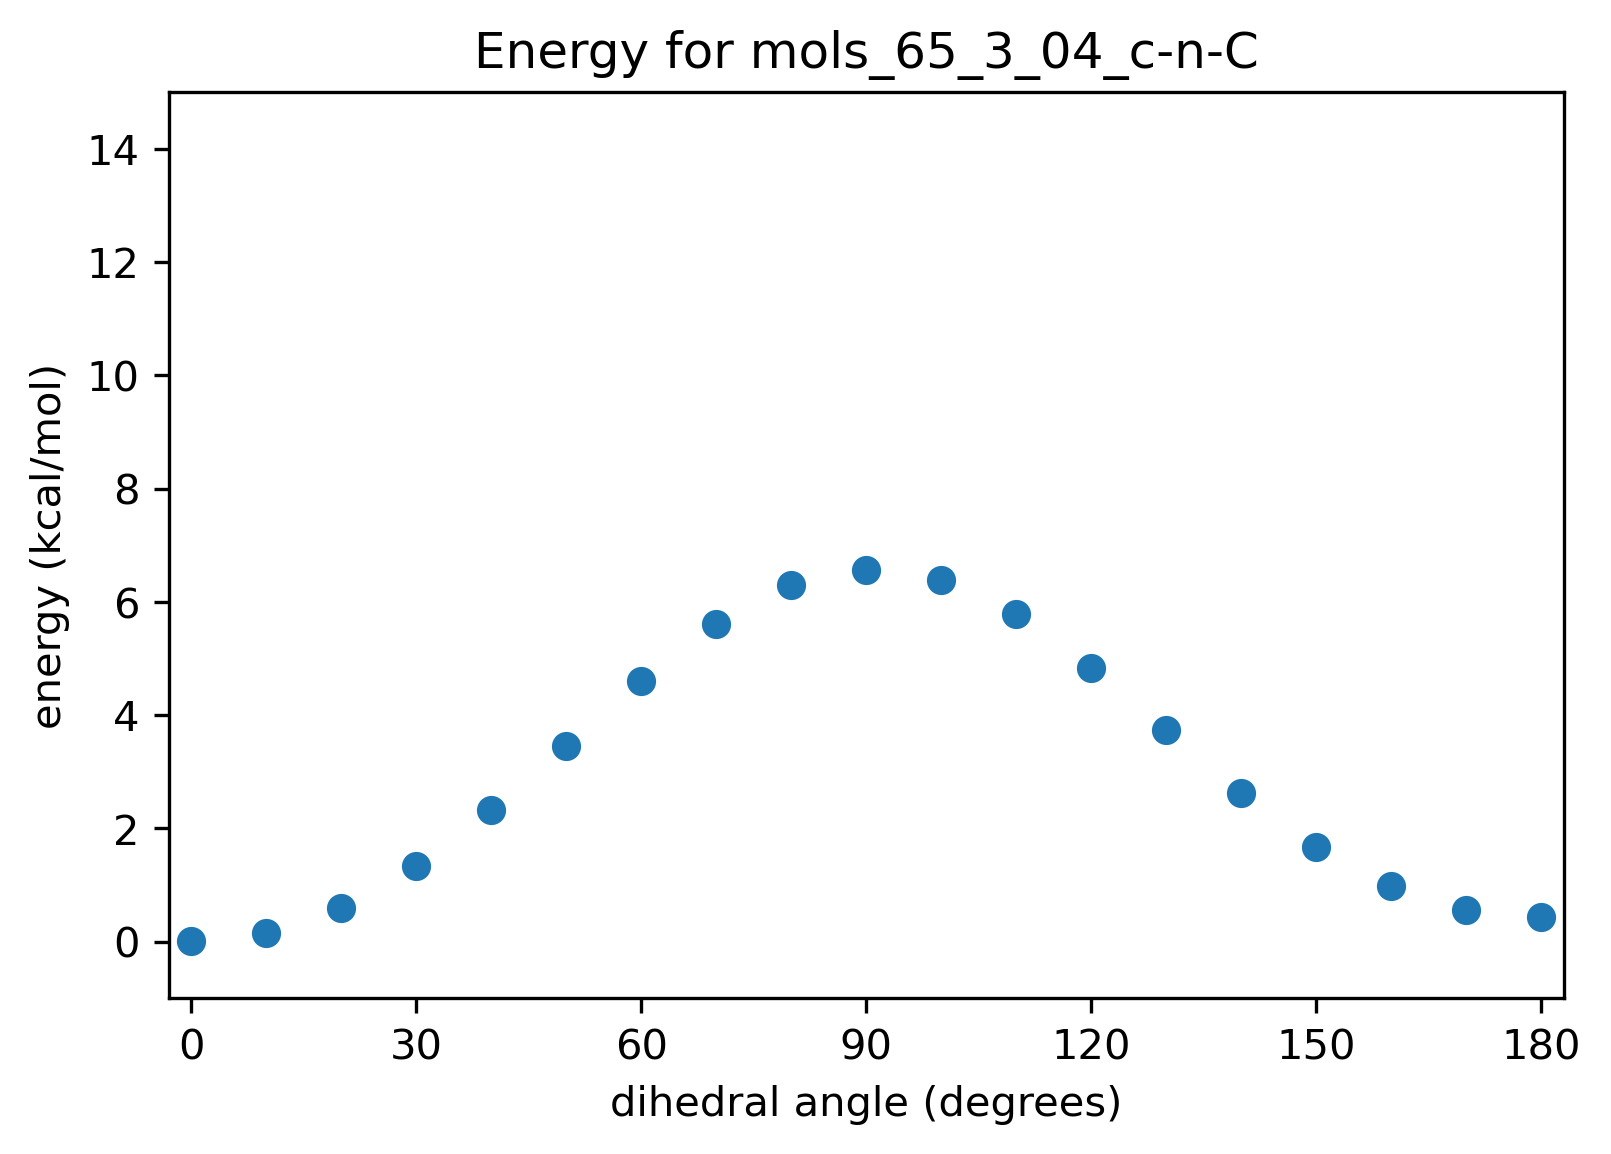 Energy for mols_65_3_04_c-n-C
14
12
10
8
6
4
2
0
energy (kcal/mol)
0 30 60 90 120 150 180
dihedral angle (degrees)